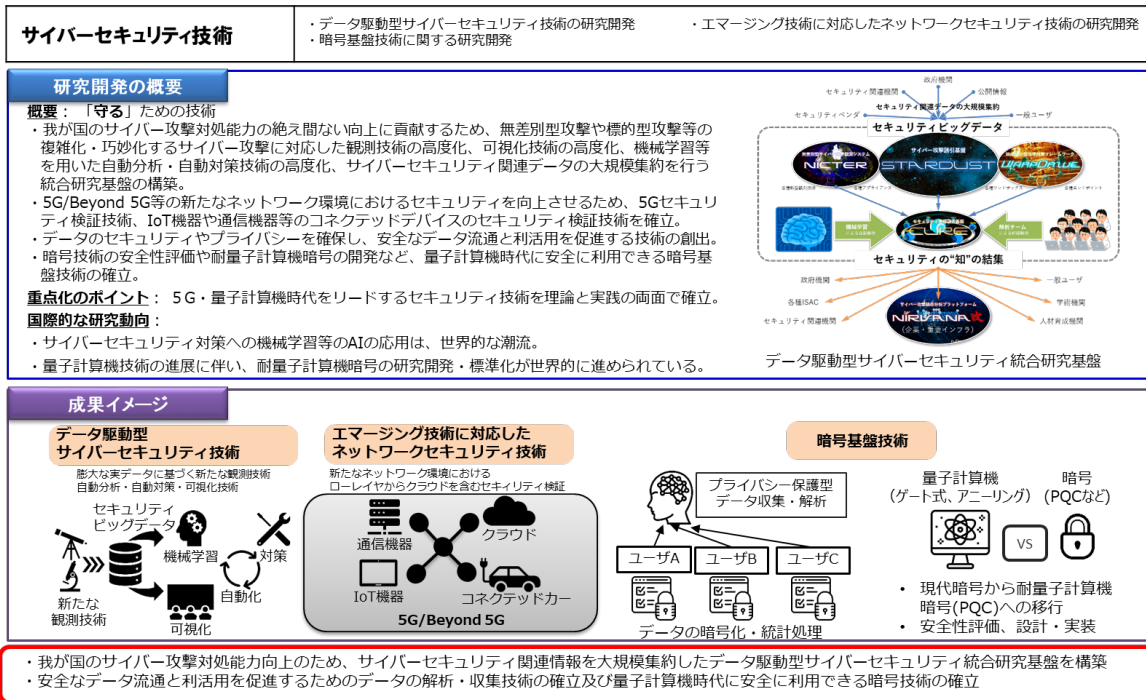 サイバーセキュリティ技術
・データ駆動型サイバーセキュリティ技術の研究開発
・エマージング技術に対応したネットワークセキュリティ技術の研究開発
・暗号基盤技術に関する研究開発
研究開発の概要
概要： 「守る」ための技術
・我が国のサイバー攻撃対処能力の絶え間ない向上に貢献するため、無差別型攻撃や標的型攻撃等の
複雑化・巧妙化するサイバー攻撃に対応した観測技術の高度化、可視化技術の高度化、機械学習等
を用いた自動分析・自動対策技術の高度化、サイバーセキュリティ関連データの大規模集約を行う
統合研究基盤の構築。
・5G/Beyond 5G等の新たなネットワーク環境におけるセキュリティを向上させるため、5Gセキュリ
ティ検証技術、IoT機器や通信機器等のコネクテッドデバイスのセキュリティ検証技術を確立。
・データのセキュリティやプライバシーを確保し、安全なデータ流通と利活用を促進する技術の創出。
・暗号技術の安全性評価や耐量子計算機暗号の開発など、量子計算機時代に安全に利用できる暗号基
盤技術の確立。
重点化のポイント： ５G・量子計算機時代をリードするセキュリティ技術を理論と実践の両面で確立。
国際的な研究動向：
・サイバーセキュリティ対策への機械学習等のAIの応用は、世界的な潮流。
・量子計算機技術の進展に伴い、耐量子計算機暗号の研究開発・標準化が世界的に進められている。
政府機関
セキュリティ関連機関
公開情報
セキュリティ関連データの大規模集約
セキュリティベンダ
一般ユーザ
セキュリティビッグデータ
NICTER
サイバー攻撃誘引基盤
STARDUST
WARPDRIVE
機械学習
CURE
解析チーム
セキュリティの“知”の結集
政府機関
一般ユーザ
各種ISAC
学術機関
セキュリティ関連機関
人材育成機関
NIRVANA改
(企業・重要インフラ)
データ駆動型サイバーセキュリティ統合研究基盤
成果イメージ
データ駆動型
サイバーセキュリティ技術
膨大な実データに基づく新たな観測技術
自動分析・自動対策・可視化技術
セキュリティ
ビッグデータ
機械学習
対策
自動化
新たな
観測技術
可視化
エマージング技術に対応した
ネットワークセキュリティ技術
新たなネットワーク環境における
ローレイヤからクラウドを含むセキィリティ検証
通信機器
クラウド
IoT機器
コネクテッドカー
5G/Beyond 5G
暗号基盤技術
プライバシー保護型
データ収集・解析
ユーザA
ユーザB
ユーザC
データの暗号化・統計処理
量子計算機
(ゲート式、アニーリング)
暗号
(PQCなど)
VS
• 現代暗号から耐量子計算機
暗号(PQC)への移行
• 安全性評価、設計・実装
・我が国のサイバー攻撃対処能力向上のため、サイバーセキュリティ関連情報を大規模集約したデータ駆動型サイバーセキュリティ統合研究基盤を構築
・安全なデータ流通と利活用を促進するためのデータの解析・収集技術の確立及び量子計算機時代に安全に利用できる暗号技術の確立